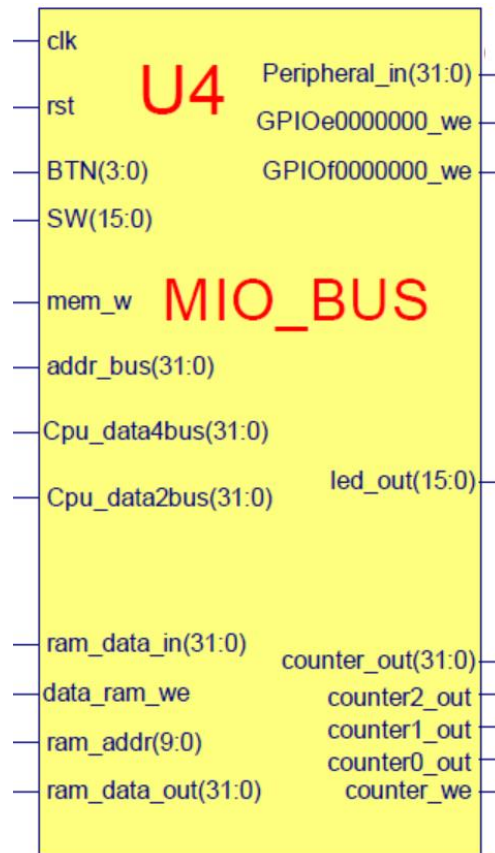 clk
U4
Peripheral_in(31:0)
rst
GPIOe0000000_we
BTN(3:0)
GPIOf0000000_we
SW(15:0)
mem_w
MIO_BUS
addr_bus(31:0)
Cpu_data4bus(31:0)
led_out(15:0)
Cpu_data2bus(31:0)
ram_data_in(31:0)
counter_out(31:0)
data_ram_we
counter2_out
counter1_out
ram_addr(9:0)
counter0_out
ram_data_out(31:0)
counter_we